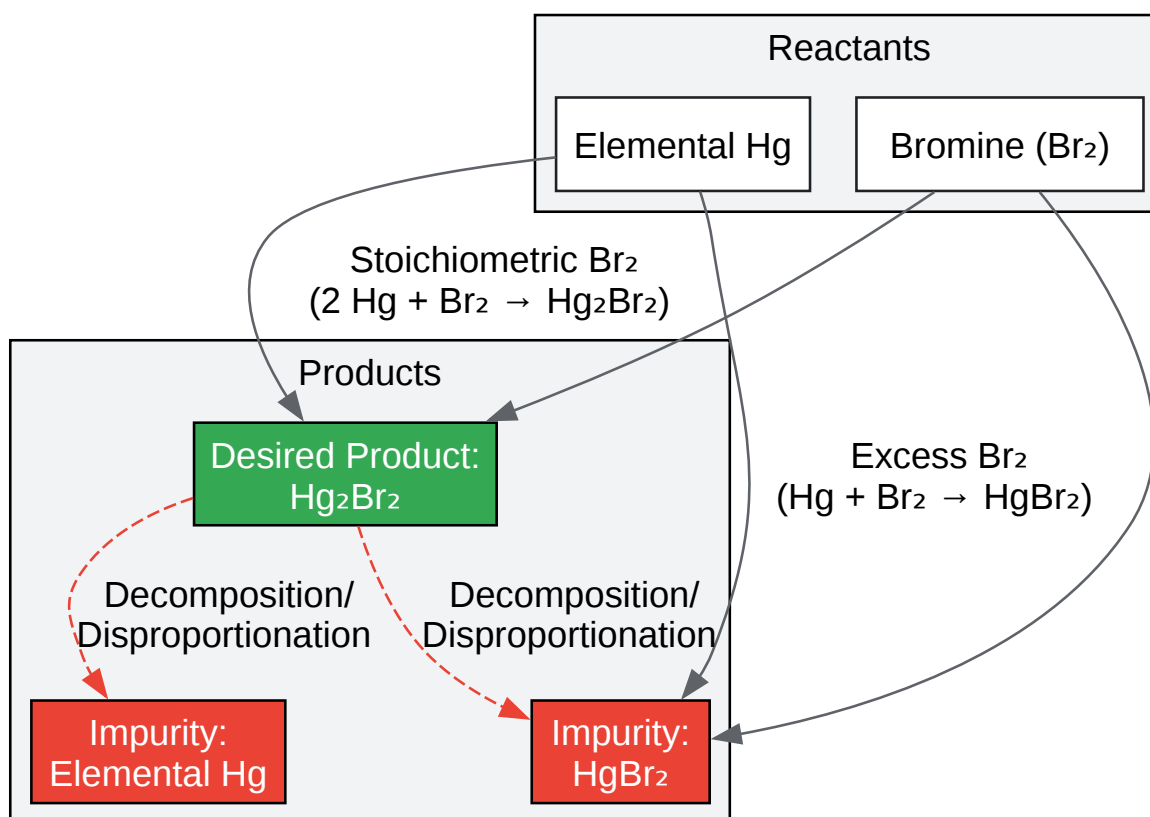 Reactants
Elemental Hg
Bromine (Br₂)
Stoichiometric Br₂
(2 Hg + Br₂ → Hg₂Br₂)
Products
Desired Product:
Hg₂Br₂
Excess Br₂
(Hg + Br₂ → HgBr₂)
Decomposition/
Disproportionation
Decomposition/
Disproportionation
Impurity:
Elemental Hg
Impurity:
HgBr₂